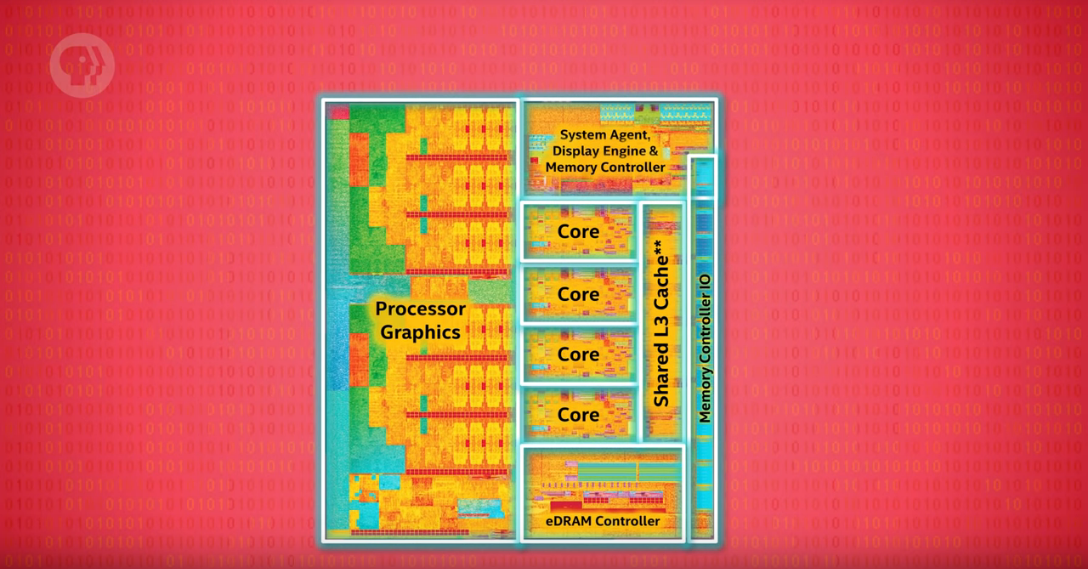 System Agent,
Display Engine &
Memory Controller
Core
Core
Core
Core
Shared L3 Cache**
Memory Controller IO
Processor
Graphics
eDRAM Controller